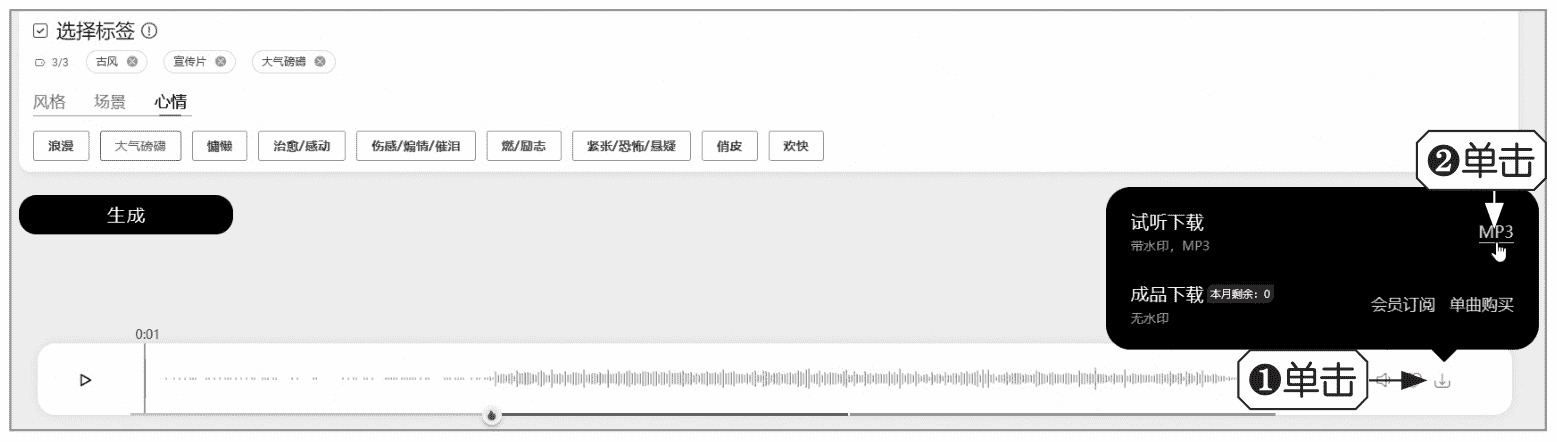 选择标签
3/3 古风 宣传片 大气磅礴
风格 场景 心情
浪漫 大气磅礴 慵懒 治愈/感动 伤感/煽情/催泪 燃/励志 紧张/恐怖/悬疑 俏皮 欢快
❷单击
生成
试听下载
MP3
带水印，MP3
成品下载 本月剩余：0
会员订阅 单曲购买
无水印
0:01
❶单击